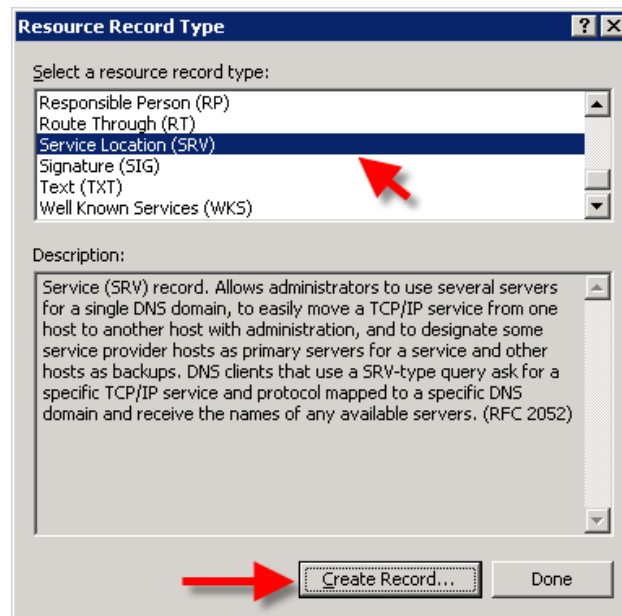 Resource Record Type
Select a resource record type:
Responsible Person (RP)
Route Through (RT)
Service Location (SRV)
Signature (SIG)
Text (TXT)
Well Known Services (WKS)
Description:
Service (SRV) record. Allows administrators to use several servers
for a single DNS domain, to easily move a TCP/IP service from one
host to another host with administration, and to designate some
service provider hosts as primary servers for a service and other
hosts as backups. DNS clients that use a SRV-type query ask for a
specific TCP/IP service and protocol mapped to a specific DNS
domain and receive the names of any available servers. (RFC 2052)
Create Record...
Done